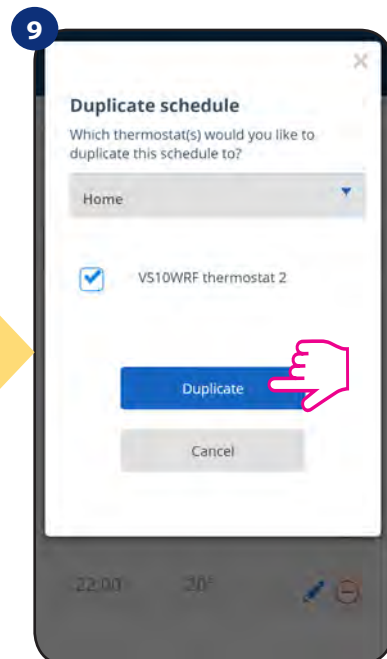 9
Duplicate schedule
Which thermostat(s) would you like to
duplicate this schedule to?
Home
VS10WRF thermostat 2
Duplicate
Cancel
22:00 20°